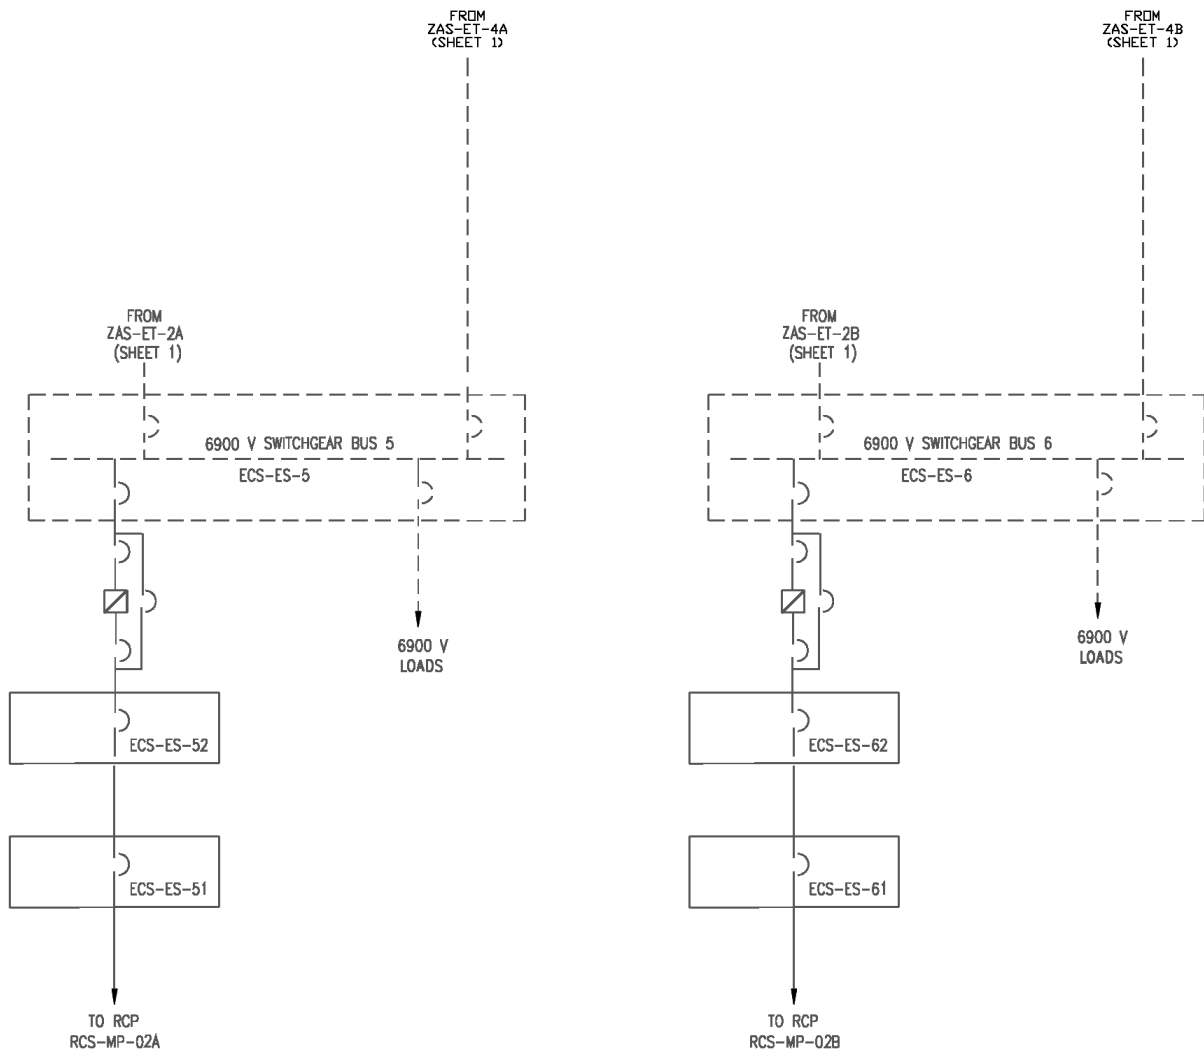 FROM
ZAS-ET-4A
(SHEET 1)
FROM
ZAS-ET-4B
(SHEET 1)
FROM
ZAS-ET-2A
(SHEET 1)
FROM
ZAS-ET-2B
(SHEET 1)
6900 V SWITCHGEAR BUS 5
ECS-ES-5
6900 V SWITCHGEAR BUS 6
ECS-ES-6
6900 V
LOADS
6900 V
LOADS
ECS-ES-52
ECS-ES-62
ECS-ES-51
ECS-ES-61
TO RCP
RCS-MP-02A
TO RCP
RCS-MP-02B